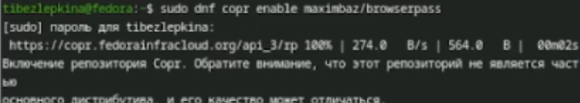 tibezlepkina@fedora:~$ sudo dnf copr enable maximbaz/browserpass
[sudo] пароль для tibezlepkina:
https://copr.fedorainfracloud.org/api_3/rp 100% | 274.0   B/s | 564.0   B |  00m02s
Включение репозитория Copr. Обратите внимание, что этот репозиторий не является част
ью
основного дистрибутива, и его качество может отличаться.